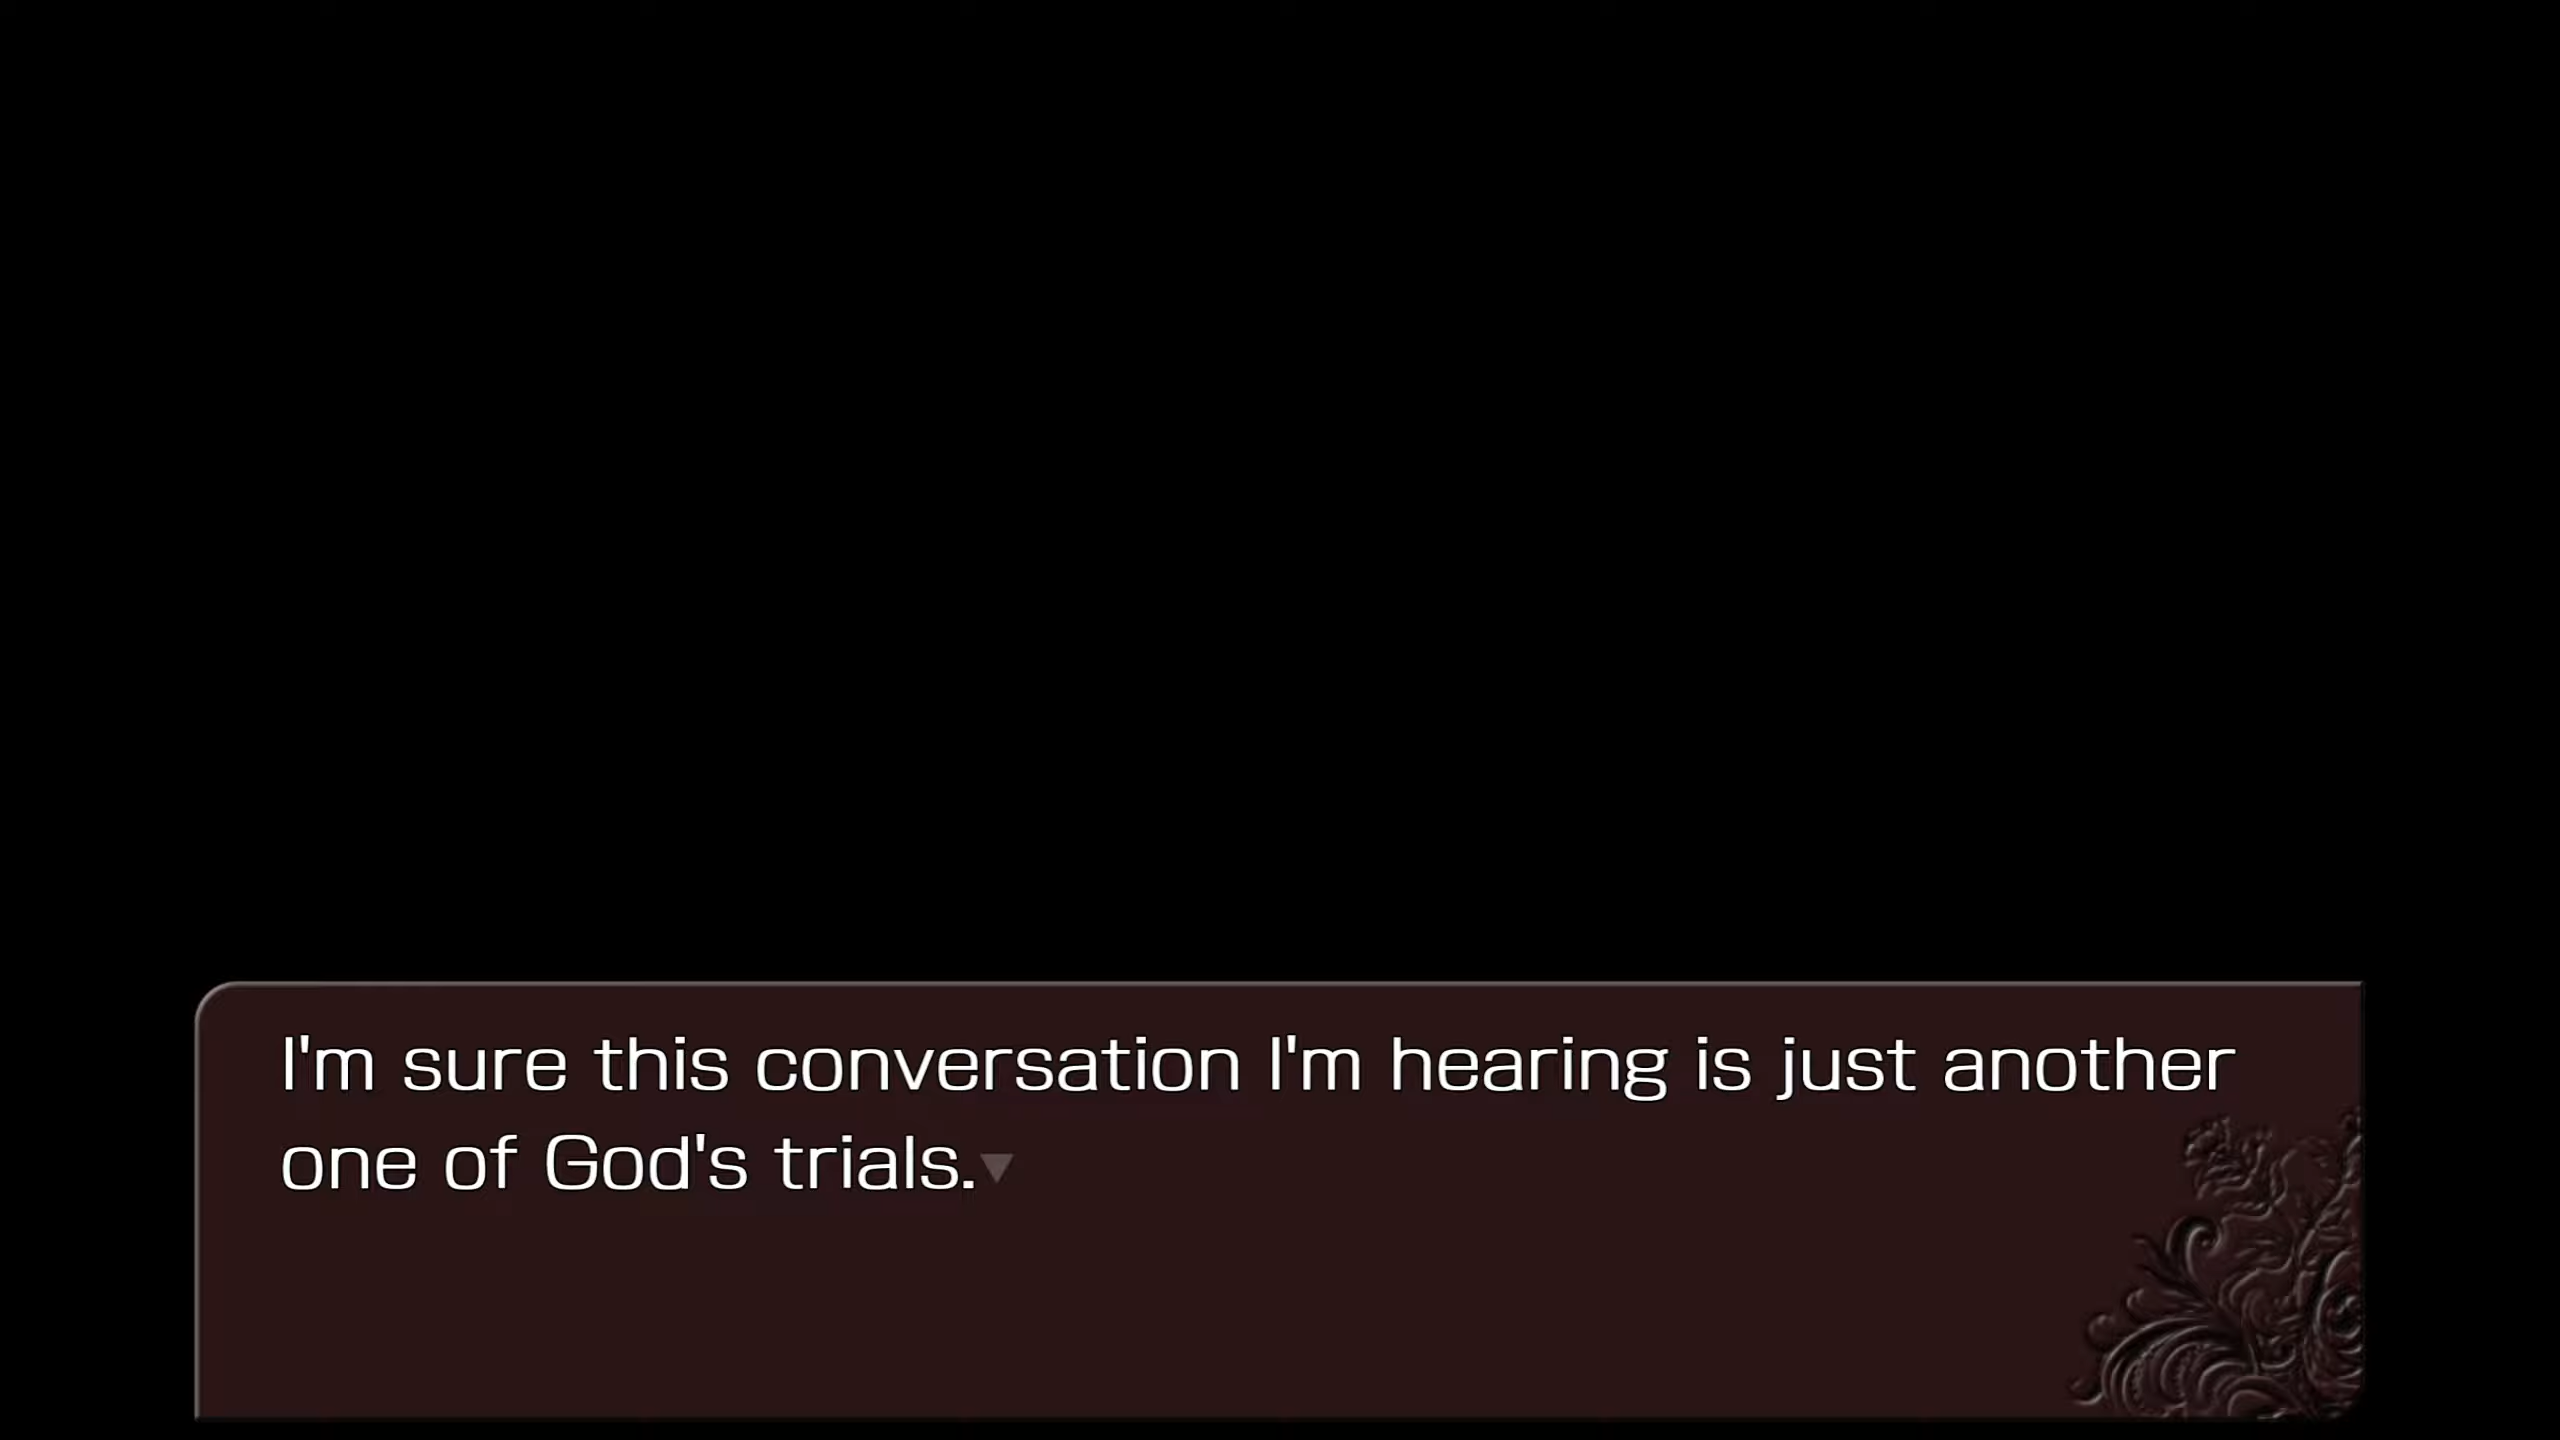 I'm sure this conversation I'm hearing is just another
one of God's trials.